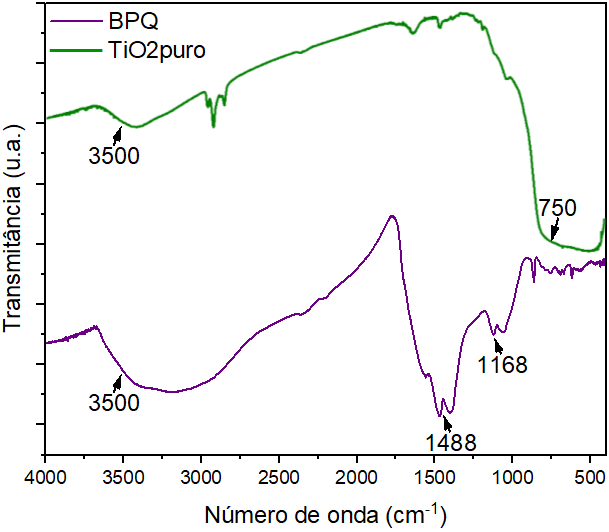 BPQ
TiO2puro
3500
750
3500
1168
1488
Transmitância (u.a.)
4000 3500 3000 2500 2000 1500 1000 500
Número de onda (cm-1)